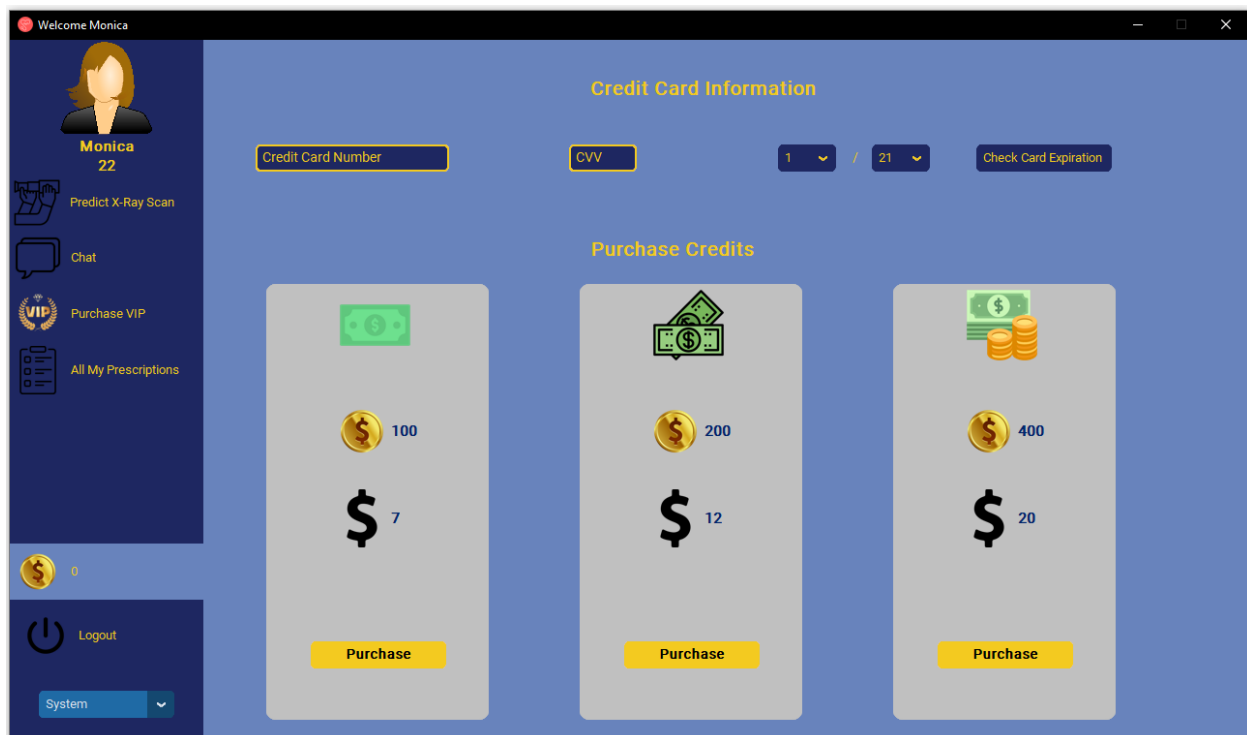 Welcome Monica
Monica
22
Predict X-Ray Scan
Chat
VIP
Purchase VIP
All My Prescriptions
$ 0
Logout
System
Credit Card Information
Credit Card Number
CVV
1 / 21
Check Card Expiration
Purchase Credits
$
$ 100
$ 7
Purchase
$
$ 200
$ 12
Purchase
$
$ 400
$ 20
Purchase